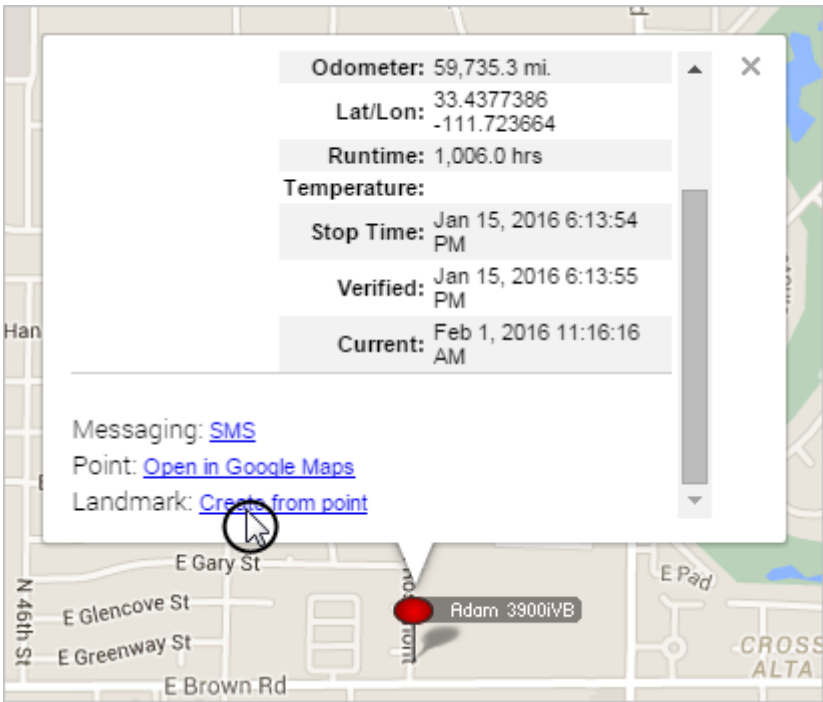 Odometer: 59,735.3 mi.
Lat/Lon: 33.4377386
-111.723664
Runtime: 1,006.0 hrs
Temperature:
Stop Time: Jan 15, 2016 6:13:54
PM
Verified: Jan 15, 2016 6:13:55
PM
Current: Feb 1, 2016 11:16:16
AM
Han
Messaging: SMS
Point: Open in Google Maps
Landmark: Create from point
E Gary St
N 46th St
E Glencove St
E Greenway St
E Brown Rd
Adam 3900iVB
E Pad
CROSS
ALTA